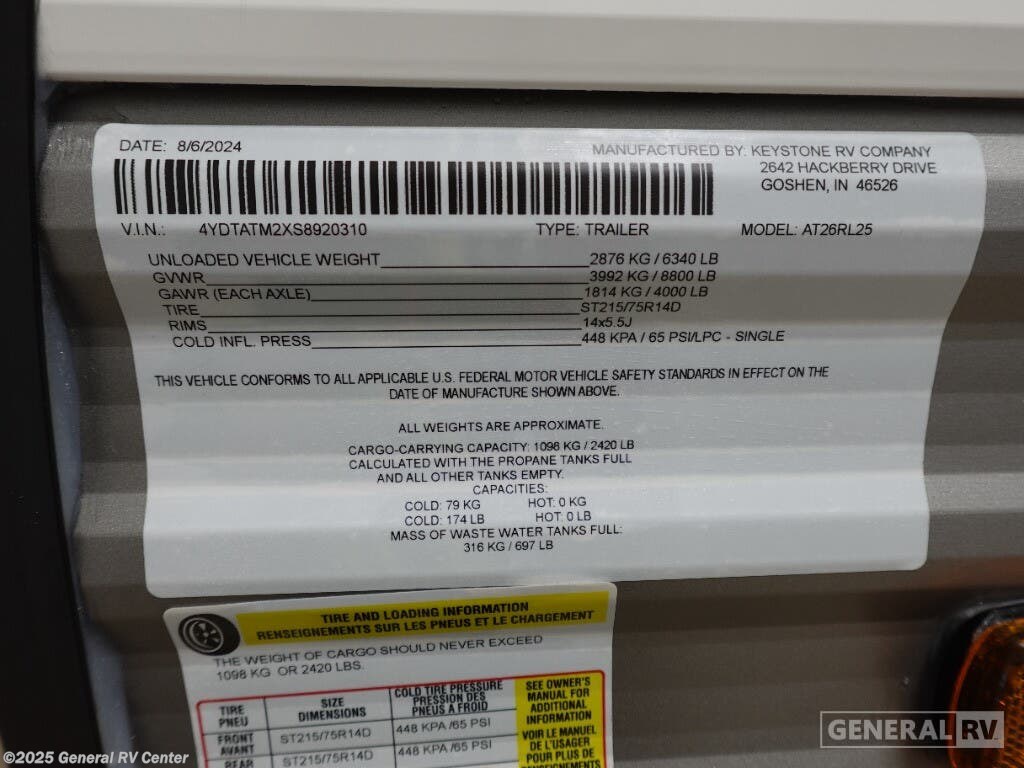 DATE: 8/6/2024
MANUFACTURED BY: KEYSTONE RV COMPANY
2642 HACKBERRY DRIVE
GOSHEN, IN 46526
V.I.N.: 4YDTATM2XS8920310 TYPE: TRAILER MODEL: AT26RL25
UNLOADED VEHICLE WEIGHT 2876 KG / 6340 LB
GVWR 3992 KG / 8800 LB
GAWR (EACH AXLE) 1814 KG / 4000 LB
TIRE ST215/75R14D
RIMS 14x5.5J
COLD INFL. PRESS 448 KPA / 65 PSI/LPC - SINGLE
THIS VEHICLE CONFORMS TO ALL APPLICABLE U.S. FEDERAL MOTOR VEHICLE SAFETY STANDARDS IN EFFECT ON THE
DATE OF MANUFACTURE SHOWN ABOVE.
ALL WEIGHTS ARE APPROXIMATE.
CARGO-CARRYING CAPACITY: 1098 KG / 2420 LB
CALCULATED WITH THE PROPANE TANKS FULL
AND ALL OTHER TANKS EMPTY.
CAPACITIES:
COLD: 79 KG HOT: 0 KG
COLD: 174 LB HOT: 0 LB
MASS OF WASTE WATER TANKS FULL:
316 KG / 697 LB
TIRE AND LOADING INFORMATION
RENSEIGNEMENTS SUR LES PNEUS ET LE CHARGEMENT
THE WEIGHT OF CARGO SHOULD NEVER EXCEED
1098 KG OR 2420 LBS.
TIRE
PNEU
SIZE
DIMENSIONS
COLD TIRE PRESSURE
PRESSION DES
PNEUS A FROID
SEE OWNER'S
MANUAL FOR
ADDITIONAL
INFORMATION
VOIR LE MANUEL
DE L'USAGER
POUR PLUS DE
RENSEIGNEMENTS
FRONT
AVANT
ST215/75R14D
448 KPA /65 PSI
REAR
ST215/75R14D
448 KPA /65 PSI
GENERAL RV
©2025 General RV Center